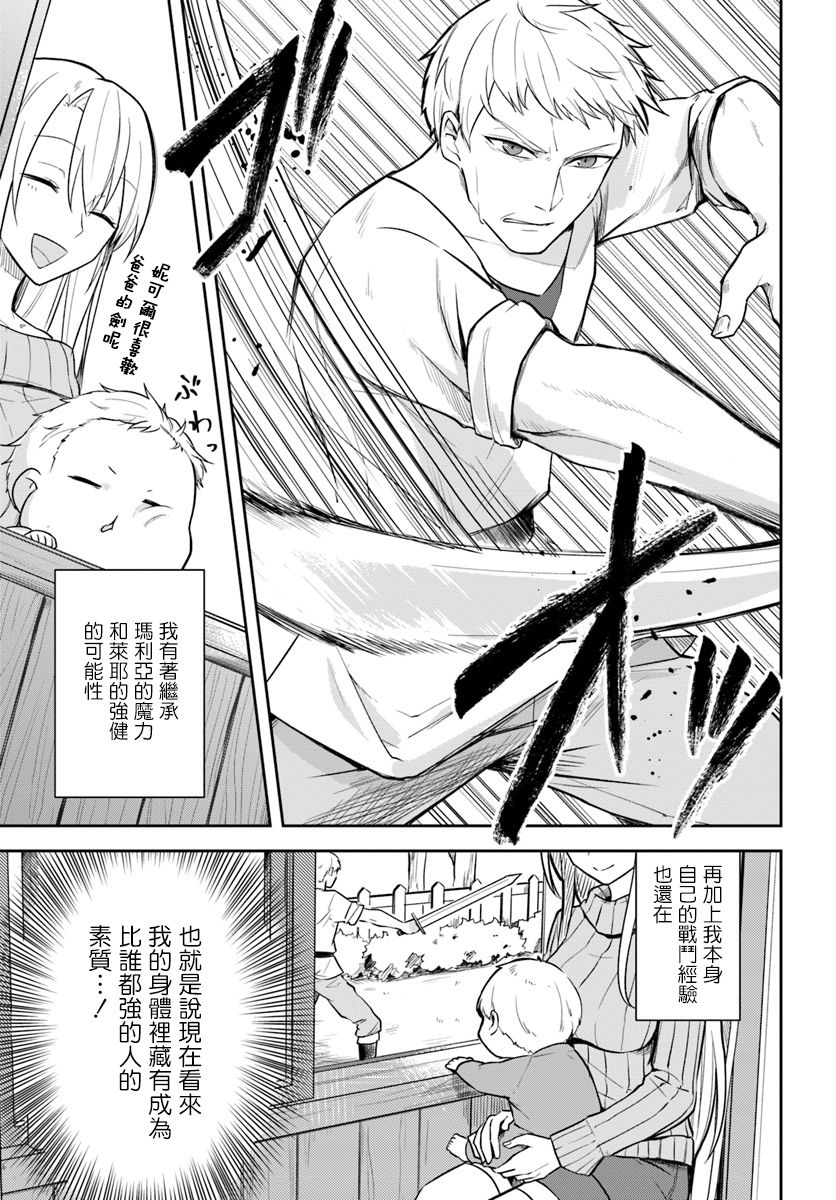 ブオ
妮可爾很喜歡
爸爸的劍呢
ぶわっ
我有著繼承
瑪利亞的魔力
和萊耶的強健
的可能性
再加上我本身
自己的戰鬥經驗
也還在
也就是說現在看來
我的身體裡藏有成為
比誰都強的人的
素質…！